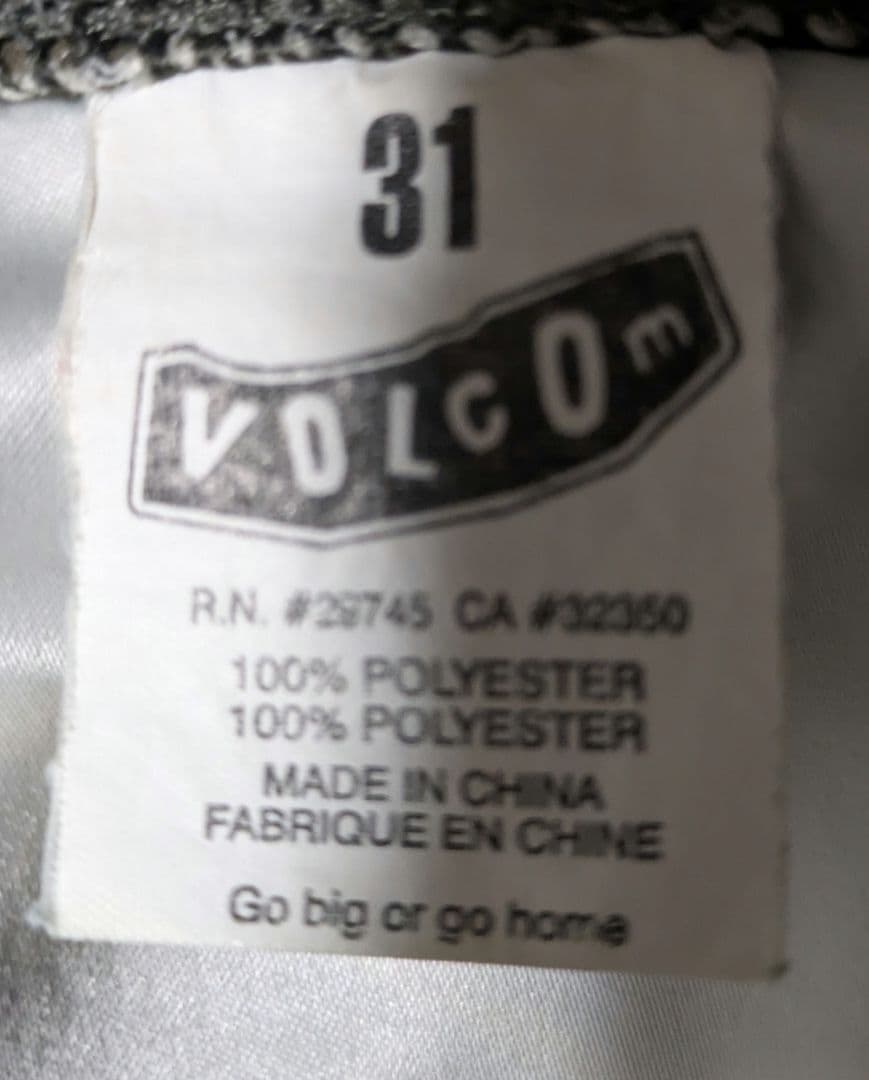 31
VOLCOm
R.N. #29745 CA #32350
100% POLYESTER
100% POLYESTER
MADE IN CHINA
FABRIQUE EN CHINE
Go big or go home